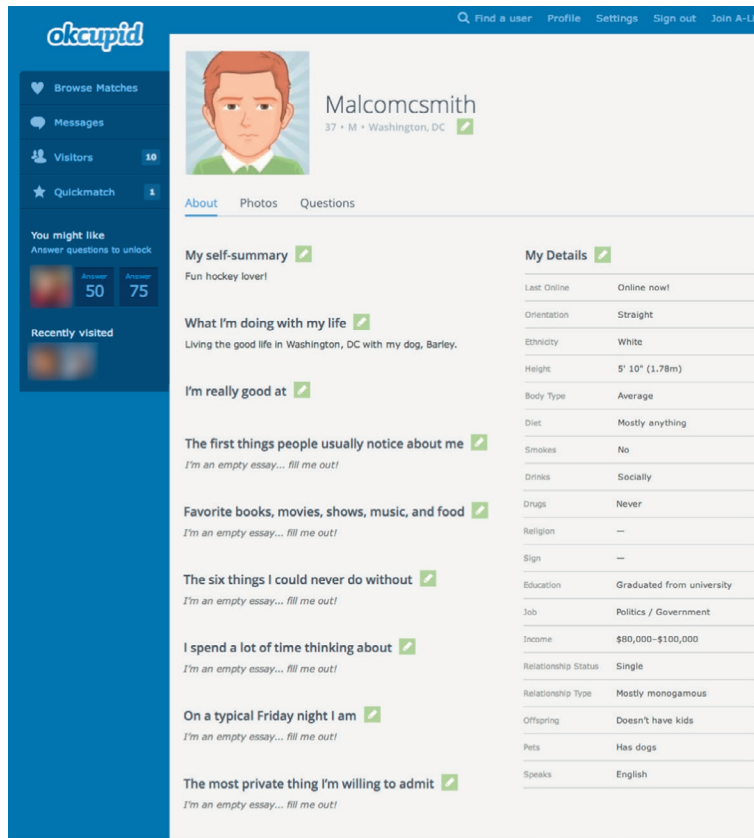 okcupid
Find a user Profile Settings Sign out Join A-Li
Browse Matches
Messages
Visitors 10
Quickmatch 1
You might like
Answer questions to unlock
Answer Answer
50 75
Recently visited
Malcomcsmith
37 • M • Washington, DC
About Photos Questions
My self-summary
Fun hockey lover!
What I'm doing with my life
Living the good life in Washington, DC with my dog, Barley.
I'm really good at
The first things people usually notice about me
I'm an empty essay... fill me out!
Favorite books, movies, shows, music, and food
I'm an empty essay... fill me out!
The six things I could never do without
I'm an empty essay... fill me out!
I spend a lot of time thinking about
I'm an empty essay... fill me out!
On a typical Friday night I am
I'm an empty essay... fill me out!
The most private thing I'm willing to admit
I'm an empty essay... fill me out!
My Details
Last Online Online now!
Orientation Straight
Ethnicity White
Height 5' 10" (1.78m)
Body Type Average
Diet Mostly anything
Smokes No
Drinks Socially
Drugs Never
Religion —
Sign —
Education Graduated from university
Job Politics / Government
Income $80,000–$100,000
Relationship Status Single
Relationship Type Mostly monogamous
Offspring Doesn't have kids
Pets Has dogs
Speaks English